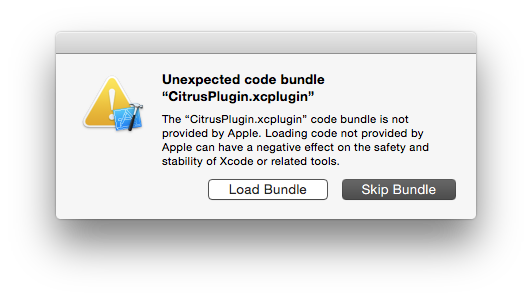 Unexpected code bundle
“CitrusPlugin.xcplugin”
The “CitrusPlugin.xcplugin” code bundle is not
provided by Apple. Loading code not provided by
Apple can have a negative effect on the safety and
stability of Xcode or related tools.
Load Bundle
Skip Bundle